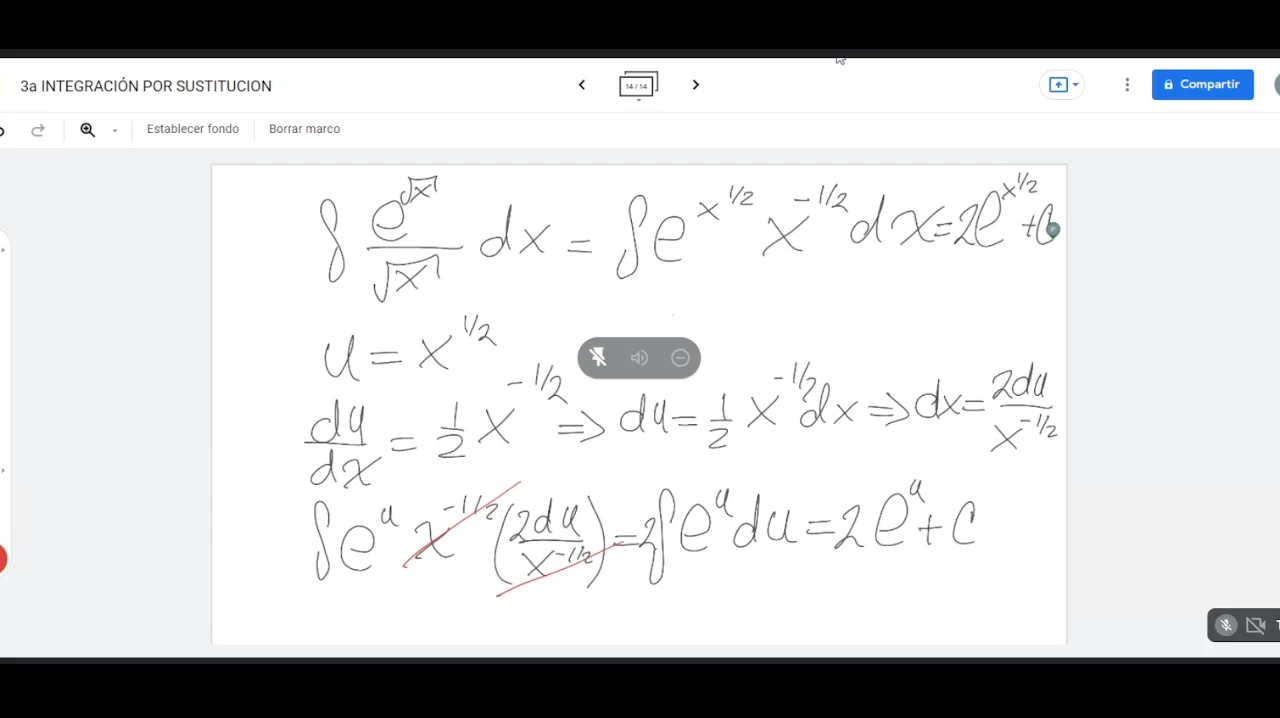 3a INTEGRACIÓN POR SUSTITUCION
14 / 14
Compartir
Establecer fondo
Borrar marco
∫ e^√x / √x dx = ∫ e^x^1/2 x^-1/2 dx = 2e^x^1/2 + C
u = x^1/2
du/dx = 1/2 x^-1/2 ⇒ du = 1/2 x^-1/2 dx ⇒ dx = 2du/x^-1/2
∫ e^u x^-1/2 (2du/x^-1/2) = 2∫ e^u du = 2e^u + C